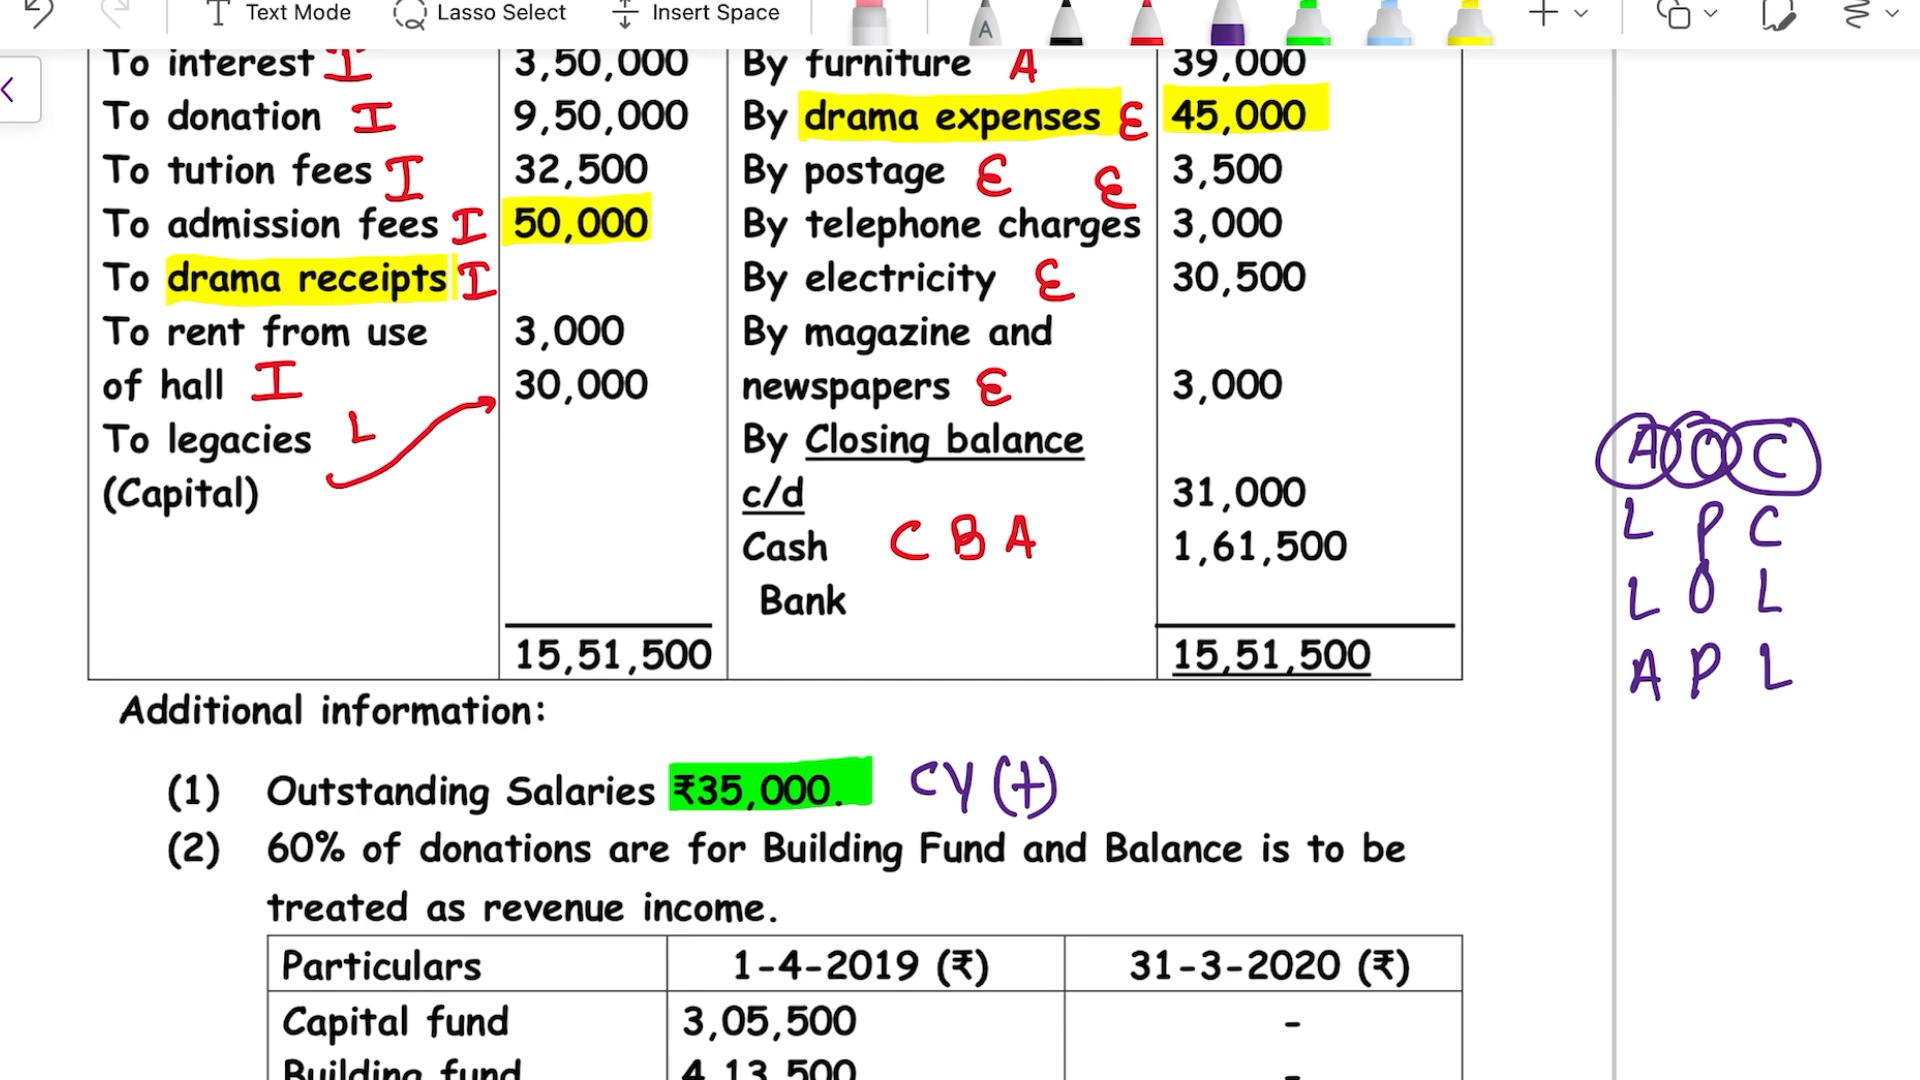 Text Mode Lasso Select Insert Space
To interest I 3,50,000 By furniture A 39,000
To donation I 9,50,000 By drama expenses E 45,000
To tution fees I 32,500 By postage E E 3,500
To admission fees I 50,000 By telephone charges 3,000
To drama receipts I By electricity E 30,500
To rent from use 3,000 By magazine and
of hall I 30,000 newspapers E 3,000
To legacies L By Closing balance
(Capital) c/d 31,000
Cash C B A 1,61,500
Bank
15,51,500 15,51,500
A O C
L P C
L O L
A P L
Additional information:
(1) Outstanding Salaries ₹35,000. CY (+)
(2) 60% of donations are for Building Fund and Balance is to be
treated as revenue income.
Particulars 1-4-2019 (₹) 31-3-2020 (₹)
Capital fund 3,05,500 -
Building fund 4,13,500 -